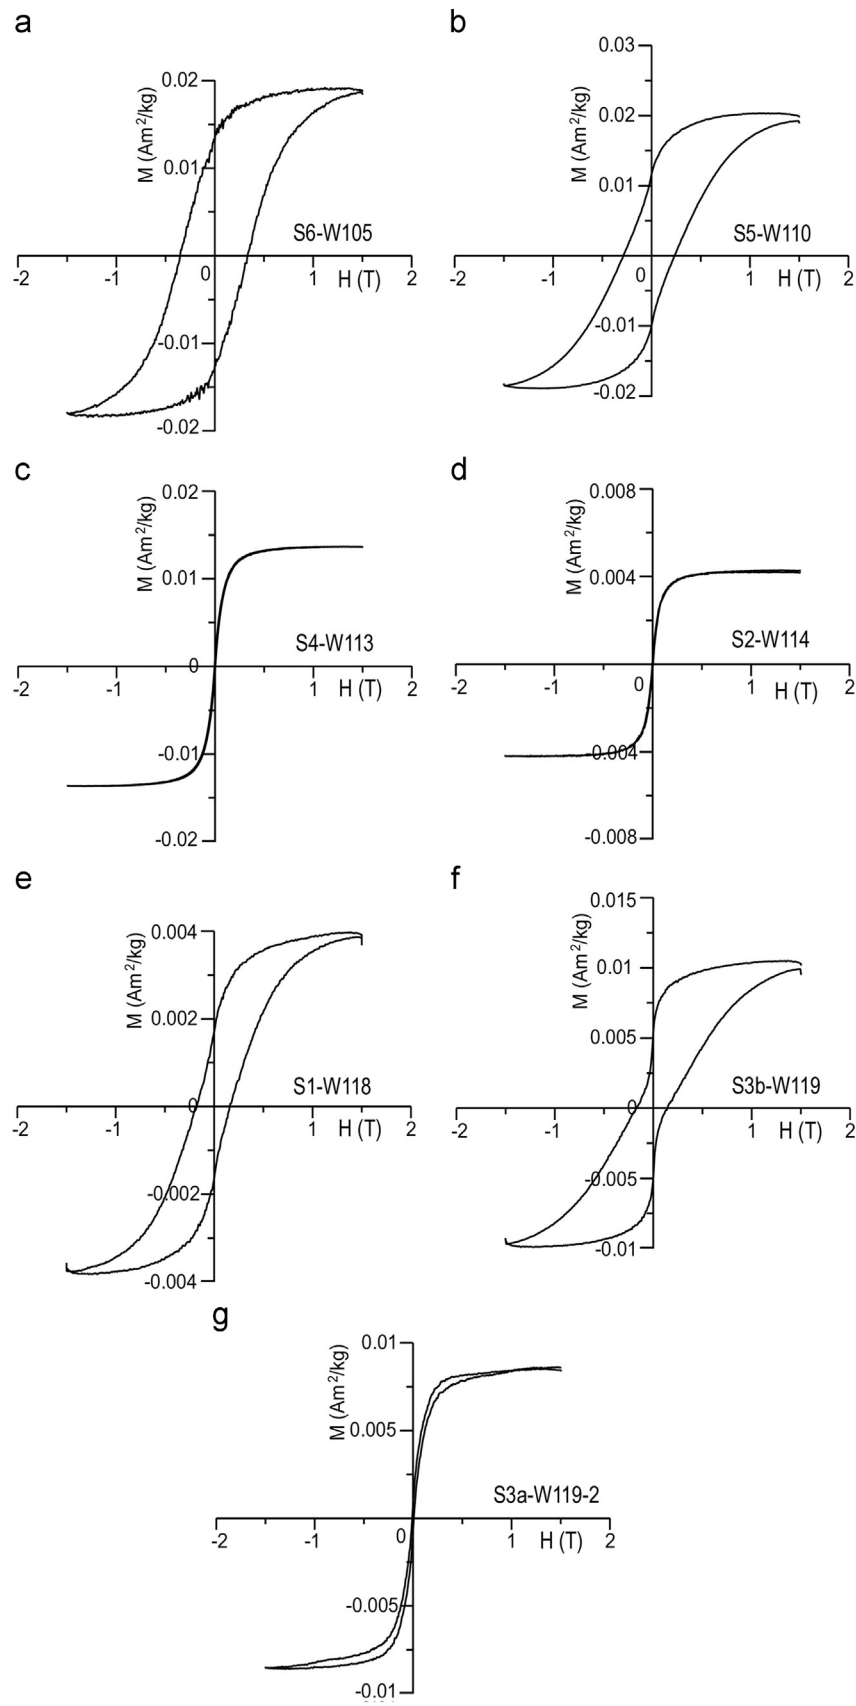 a
0.02
M (Am²/kg)
0.01
S6-W105
-2
-1
0
1
H (T)
2
-0.01
-0.02
b
0.03
M (Am²/kg)
0.02
0.01
S5-W110
-2
-1
0
1
H (T)
2
-0.01
-0.02
c
0.02
M (Am²/kg)
0.01
S4-W113
0
-2
-1
1
H (T)
2
-0.01
-0.02
d
0.008
M (Am²/kg)
0.004
S2-W114
-2
-1
0
1
H (T)
2
-0.004
-0.008
e
0.004
M (Am²/kg)
0.002
S1-W118
0
-2
-1
1
H (T)
2
-0.002
-0.004
f
0.015
M (Am²/kg)
0.01
0.005
S3b-W119
0
-2
-1
1
H (T)
2
-0.005
-0.01
g
0.01
M (Am²/kg)
0.005
S3a-W119-2
-2
-1
0
1
H (T)
2
-0.005
-0.01